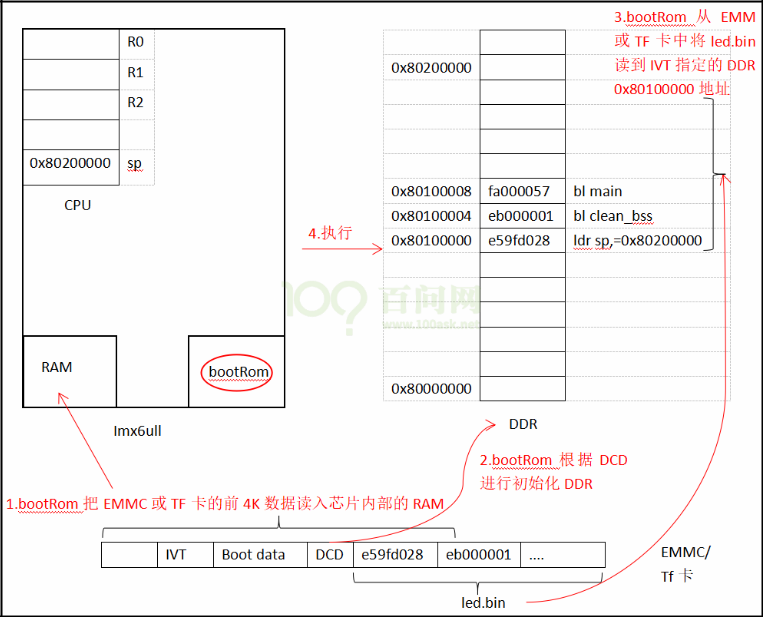 3.bootRom 从 EMM
或 TF 卡中将 led.bin
读到 IVT 指定的 DDR
0x80100000 地址
R0
R1
R2
0x80200000 sp
CPU
0x80200000
0x80100008 fa000057 bl main
0x80100004 eb000001 bl clean_bss
0x80100000 e59fd028 ldr sp,=0x80200000
4.执行
100?
百问网
www.100ask.net
RAM
bootRom
0x80000000
Imx6ull
DDR
2.bootRom 根据 DCD
进行初始化 DDR
1.bootRom 把 EMMC 或 TF 卡的前 4K 数据读入芯片内部的 RAM
IVT Boot data DCD e59fd028 eb000001 ....
EMMC/
Tf 卡
led.bin